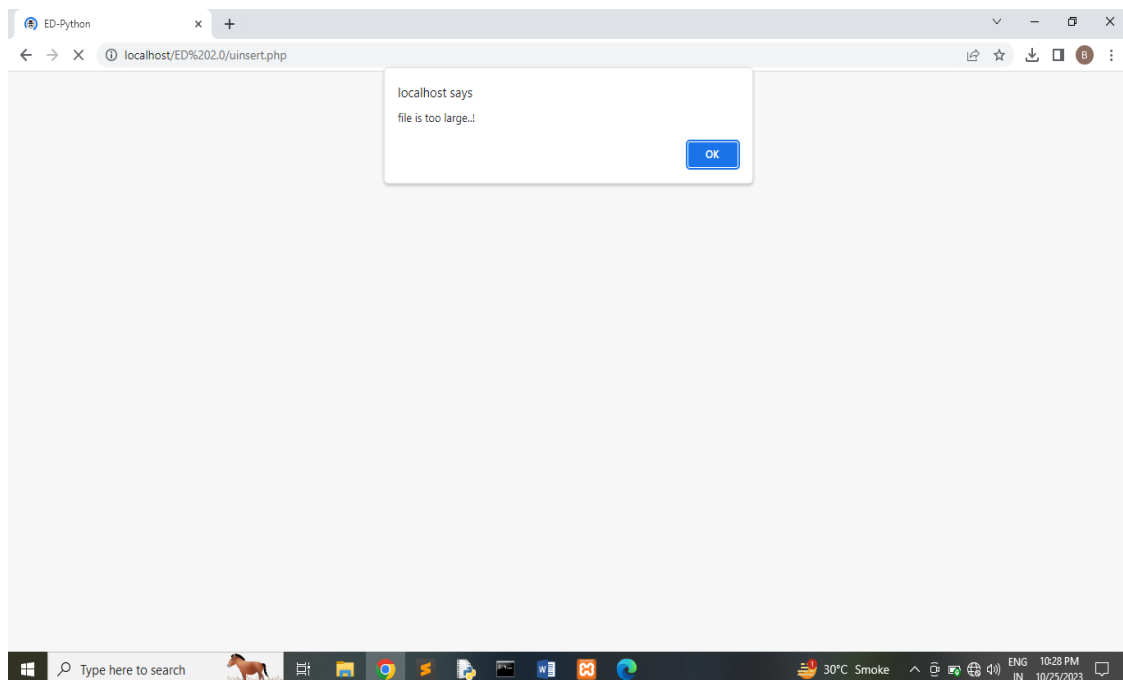 ED-Python
localhost/ED%202.0/uinsert.php
B
localhost says
file is too large..!
OK
Type here to search
W
1
30°C Smoke
ENG
10:28 PM
IN
10/25/2023